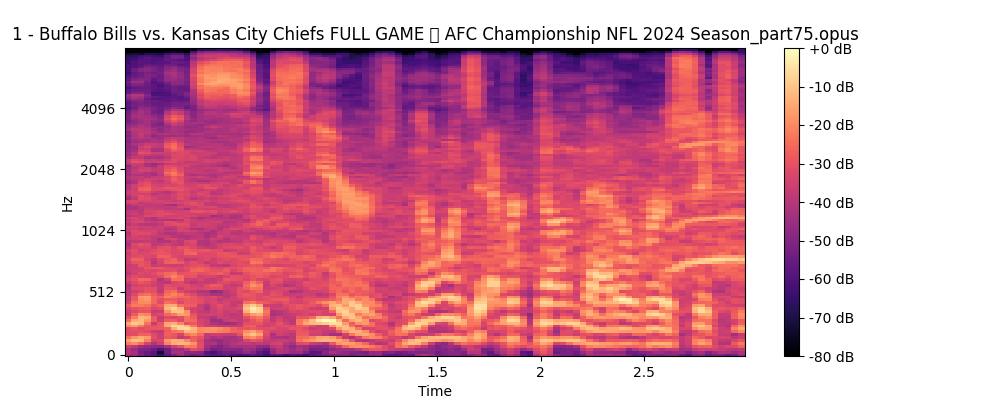 1 - Buffalo Bills vs. Kansas City Chiefs FULL GAME ▯ AFC Championship NFL 2024 Season_part75.opus
+0 dB
-10 dB
-20 dB
-30 dB
-40 dB
-50 dB
-60 dB
-70 dB
-80 dB
4096
2048
1024
512
0
Hz
0
0.5
1
1.5
2
2.5
Time